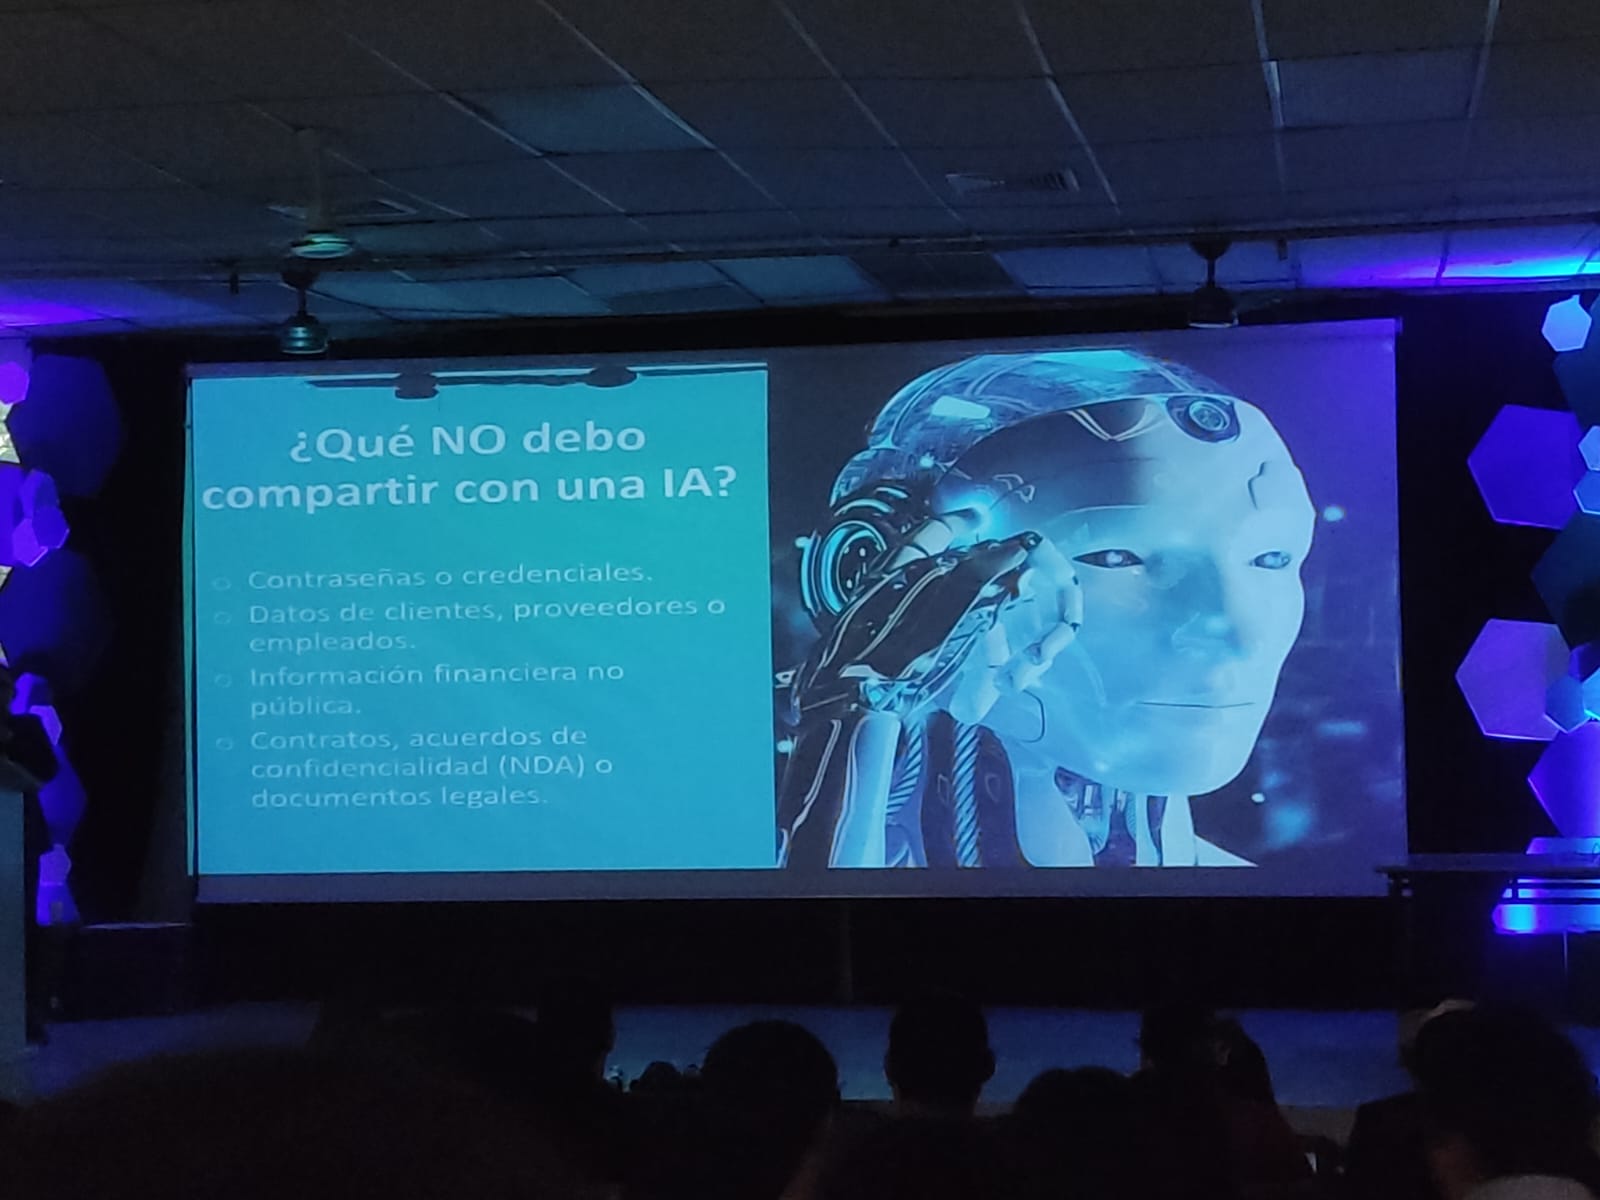 ¿Qué NO debo
compartir con una IA?
Contraseñas o credenciales.
Datos de clientes, proveedores o
empleados.
Información financiera no
pública.
Contratos, acuerdos de
confidencialidad (NDA) o
documentos legales.